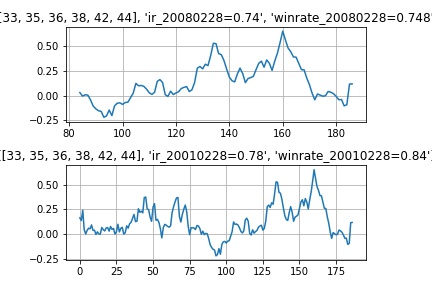 [33, 35, 36, 38, 42, 44], 'ir_20080228=0.74', 'winrate_20080228=0.748'
0.50
0.25
0.00
−0.25
80 100 120 140 160 180
[[33, 35, 36, 38, 42, 44], 'ir_20010228=0.78', 'winrate_20010228=0.84']
0.50
0.25
0.00
−0.25
0 25 50 75 100 125 150 175